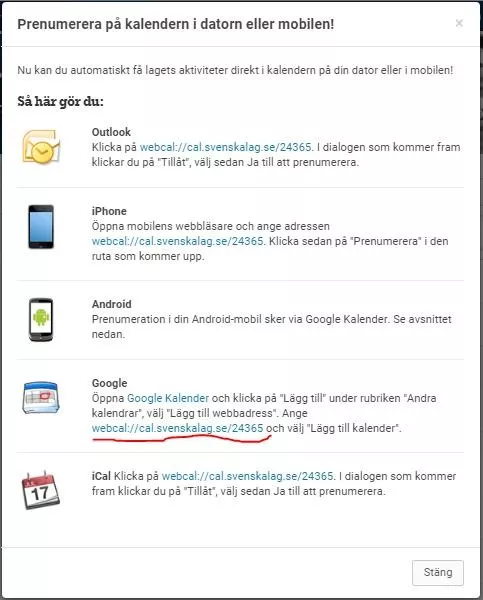 Prenumerera på kalendern i datorn eller mobilen!
×
Nu kan du automatiskt få lagets aktiviteter direkt i kalendern på din dator eller i mobilen!
Så här gör du:
Outlook
Klicka på webcal://cal.svenskalag.se/24365. I dialogen som kommer fram
klickar du på "Tillåt", välj sedan Ja till att prenumerera.
iPhone
Öppna mobilens webbläsare och ange adressen
webcal://cal.svenskalag.se/24365. Klicka sedan på "Prenumerera" i den
ruta som kommer upp.
Android
Prenumeration i din Android-mobil sker via Google Kalender. Se avsnittet
nedan.
Google
Öppna Google Kalender och klicka på "Lägg till" under rubriken "Andra
kalendrar", välj "Lägg till webbadress". Ange
webcal://cal.svenskalag.se/24365 och välj "Lägg till kalender".
17
iCal Klicka på webcal://cal.svenskalag.se/24365. I dialogen som kommer
fram klickar du på "Tillåt", välj sedan Ja till att prenumerera.
Stäng